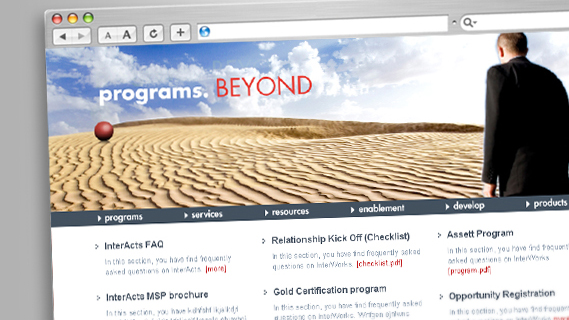 A A
programs. BEYOND
programs services resources enablement develop products
InterActs FAQ
In this section, you have find frequently
asked questions on InterActs. [more]
InterActs MSP brochure
In this section, you have
Relationship Kick Off (Checklist)
In this section, you have find frequently asked
questions on InterWorks. [checklist.pdf]
Gold Certification program
In this section, you have find frequently
asked questions on InterWorks.
Assett Program
In this section, you have find frequently
questions on InterWorks
[program.pdf]
Opportunity Registration
In this section, you have find frequently
asked questions on InterWorks